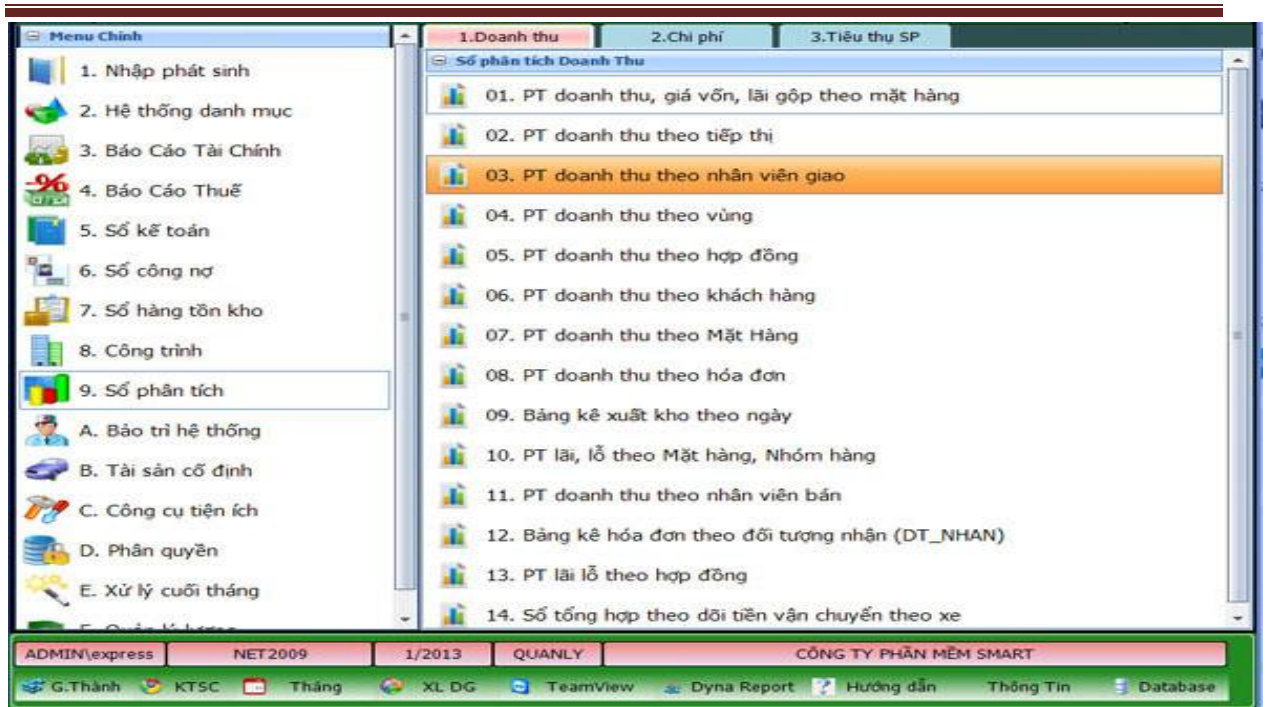 Menu Chính
1. Nhập phát sinh
2. Hệ thống danh mục
3. Báo Cáo Tài Chính
4. Báo Cáo Thuế
5. Sổ kế toán
6. Sổ công nợ
7. Sổ hàng tồn kho
8. Công trình
9. Sổ phân tích
A. Bảo trì hệ thống
B. Tài sản cố định
C. Công cụ tiện ích
D. Phân quyền
E. Xử lý cuối tháng
1.Doanh thu 2.Chi phí 3.Tiêu thụ SP
Sổ phân tích Doanh Thu
01. PT doanh thu, giá vốn, lãi gộp theo mặt hàng
02. PT doanh thu theo tiếp thị
03. PT doanh thu theo nhân viên giao
04. PT doanh thu theo vùng
05. PT doanh thu theo hợp đồng
06. PT doanh thu theo khách hàng
07. PT doanh thu theo Mặt Hàng
08. PT doanh thu theo hóa đơn
09. Bảng kê xuất kho theo ngày
10. PT lãi, lỗ theo Mặt hàng, Nhóm hàng
11. PT doanh thu theo nhân viên bán
12. Bảng kê hóa đơn theo đối tượng nhận (DT_NHAN)
13. PT lãi lỗ theo hợp đồng
14. Sổ tổng hợp theo dõi tiền vận chuyển theo xe
ADMIN\express NET2009 1/2013 QUANLY CÔNG TY PHẦN MỀM SMART
G.Thành KTSC Tháng XL DG TeamView Dyna Report Hướng dẫn Thông Tin Database